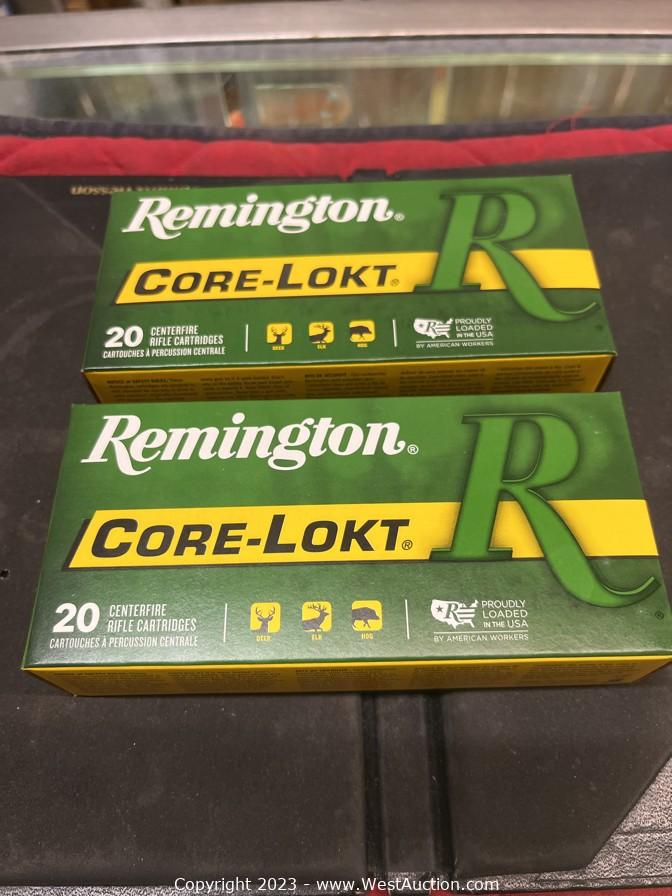 Remington®
CORE-LOKT®
20 CENTERFIRE
RIFLE CARTRIDGES
CARTOUCHES À PERCUSSION CENTRALE
DEER ELK HOG
R PROUDLY
LOADED
IN THE USA
BY AMERICAN WORKERS
R
Remington®
CORE-LOKT®
20 CENTERFIRE
RIFLE CARTRIDGES
CARTOUCHES À PERCUSSION CENTRALE
DEER ELK HOG
R PROUDLY
LOADED
IN THE USA
BY AMERICAN WORKERS
R
Copyright 2023 - www.WestAuction.com